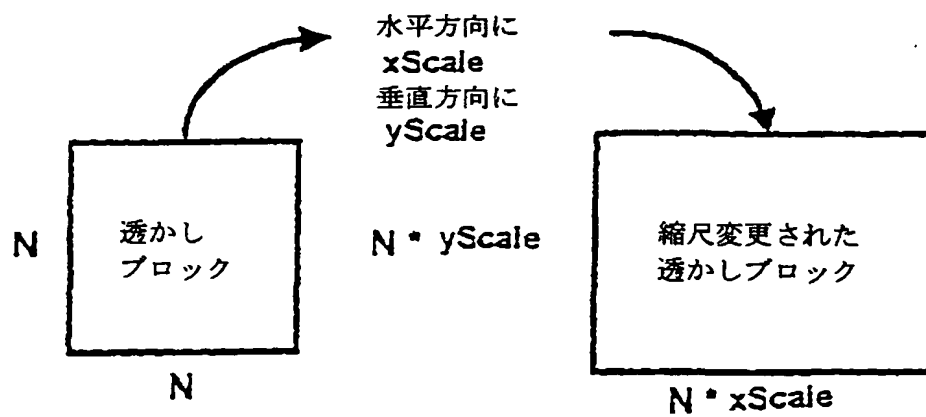 水平方向に
xScale
垂直方向に
yScale
N
透かし
ブロック
N
N * yScale
縮尺変更された
透かしブロック
N * xScale